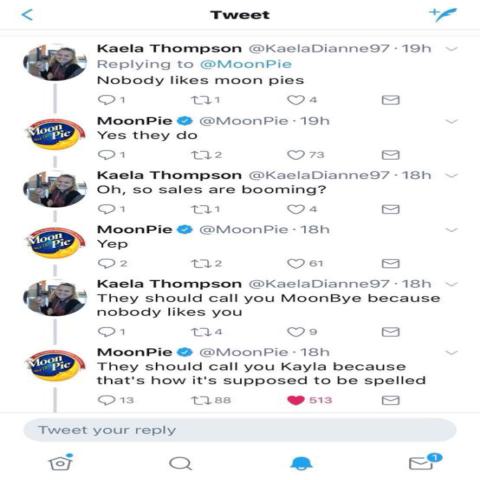 Tweet
Kaela Thompson @KaelaDianne97 · 19h
Replying to @MoonPie
Nobody likes moon pies
1 1 4
MoonPie @MoonPie · 19h
Yes they do
1 2 73
Kaela Thompson @KaelaDianne97 · 18h
Oh, so sales are booming?
1 1 4
MoonPie @MoonPie · 18h
Yep
2 2 61
Kaela Thompson @KaelaDianne97 · 18h
They should call you MoonBye because
nobody likes you
1 4 9
MoonPie @MoonPie · 18h
They should call you Kayla because
that's how it's supposed to be spelled
13 88 513
Tweet your reply
1